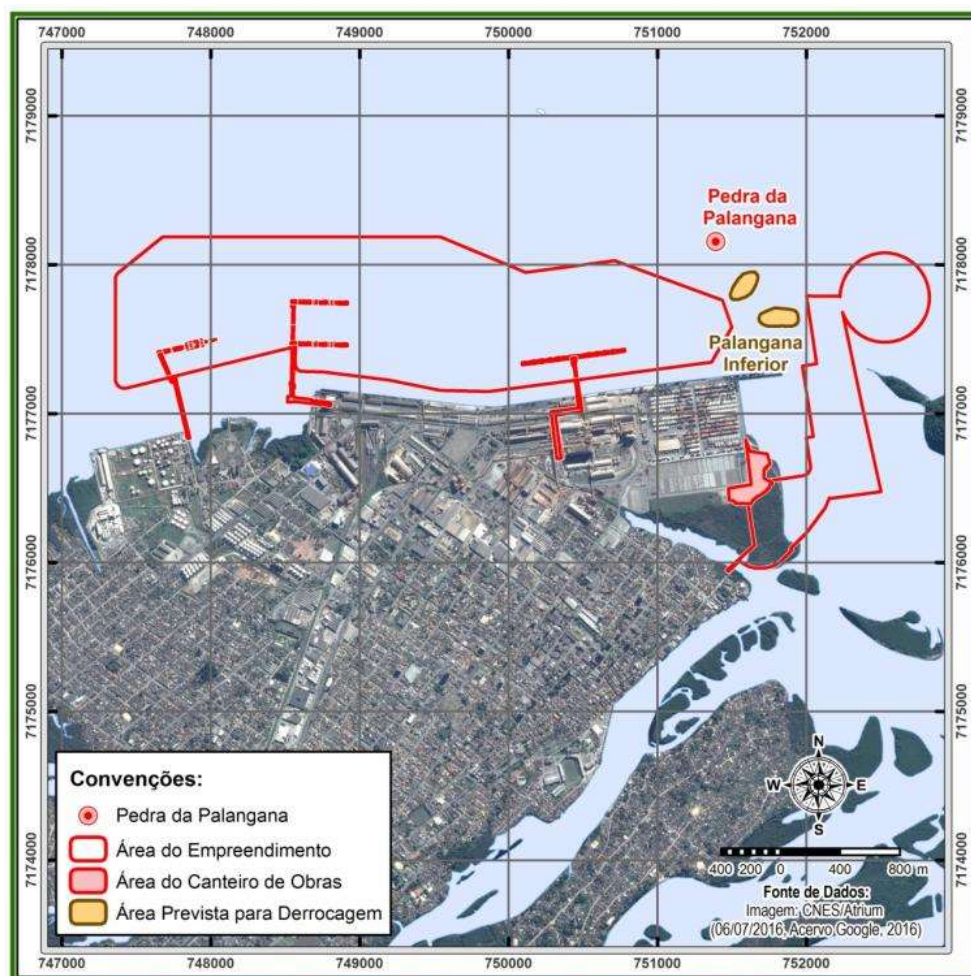 747000 748000 749000 750000 751000 752000
7179000
7179000
Pedra da
Palangana
7178000
7178000
Palangana
Inferior
7177000
7177000
7176000
7176000
7175000
7175000
Convenções:
Pedra da Palangana
Área do Empreendimento
Área do Canteiro de Obras
Área Prevista para Derrocagem
N
W E
S
7174000
7174000
400 200 0 400 800 m
Fonte de Dados:
Imagem: CNES/Atrium
(06/07/2016, Acervo Google, 2016)
747000 748000 749000 750000 751000 752000